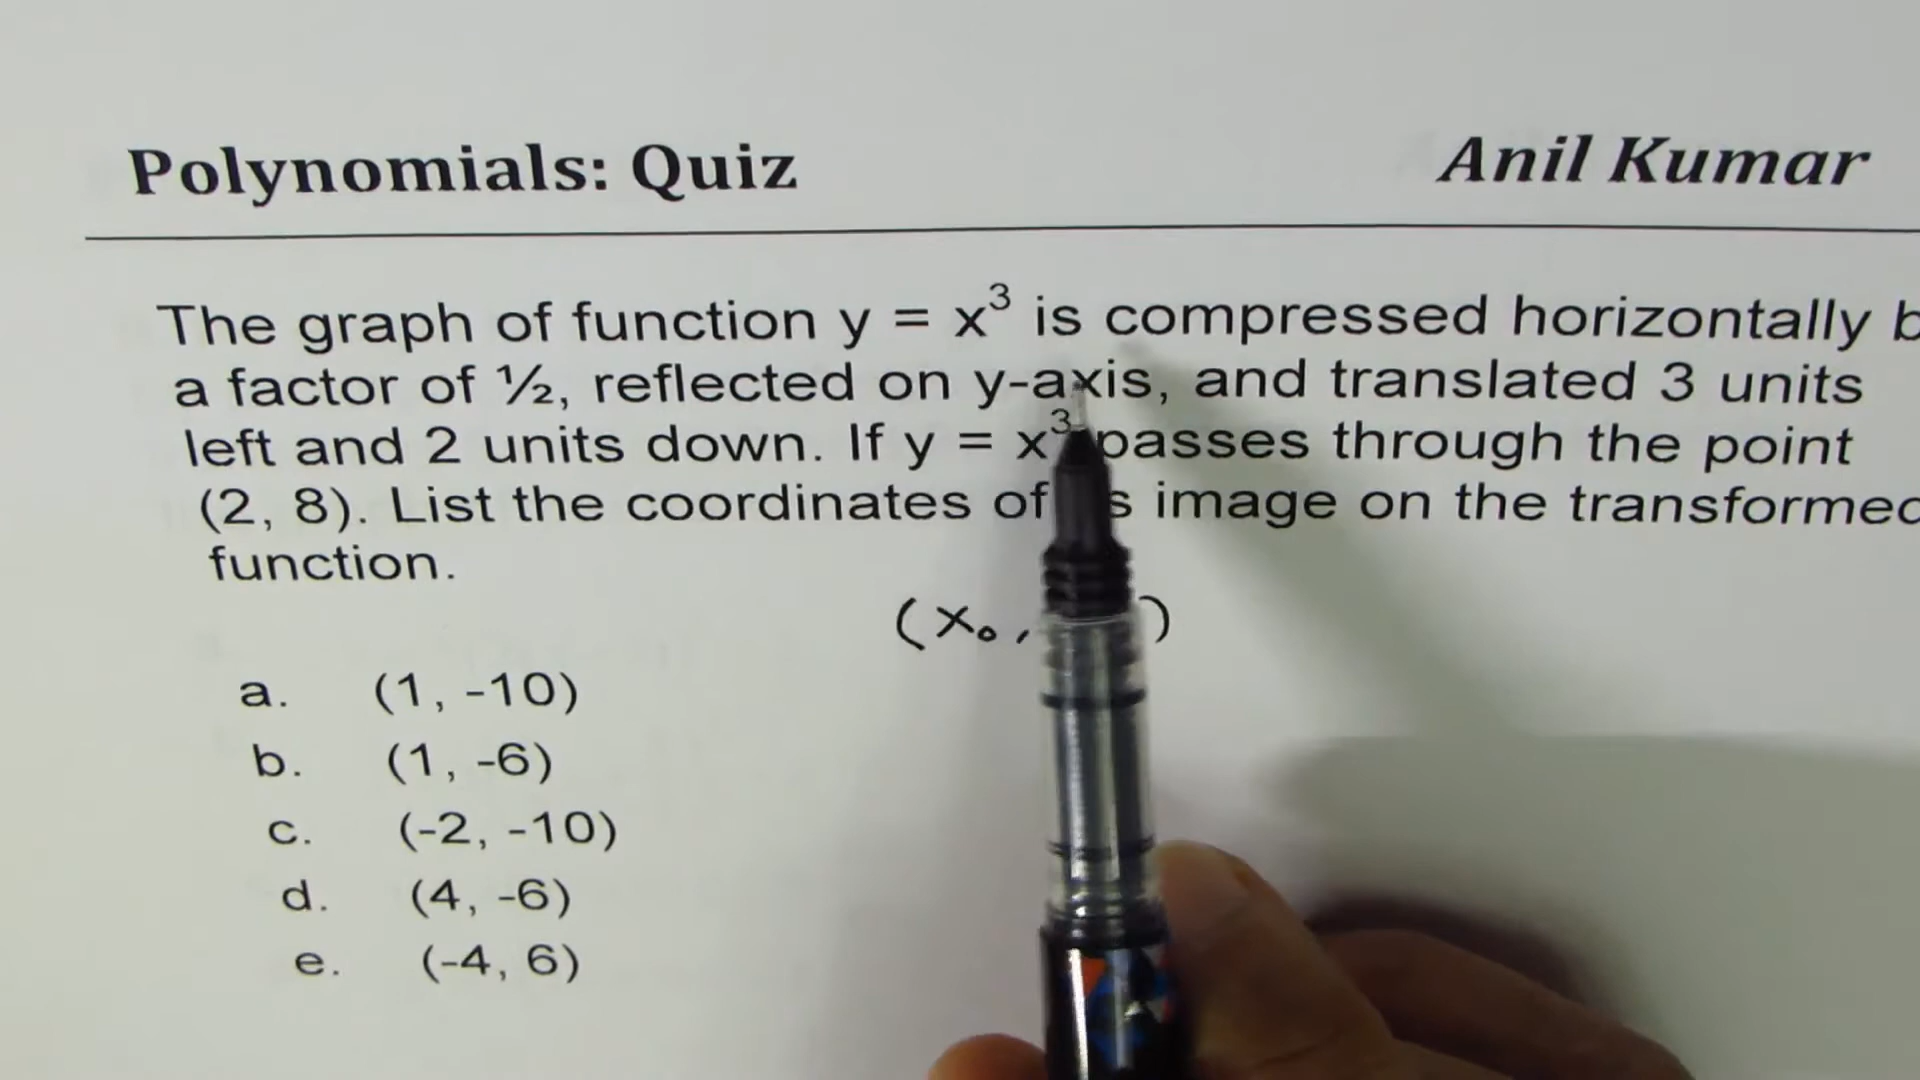 Polynomials: Quiz
Anil Kumar
The graph of function y = x³ is compressed horizontally
a factor of ½, reflected on y-axis, and translated 3 units
left and 2 units down. If y = x³ passes through the point
(2, 8). List the coordinates of image on the transformed
function.
(x₀,    )
a. (1, -10)
b. (1, -6)
c. (-2, -10)
d. (4, -6)
e. (-4, 6)